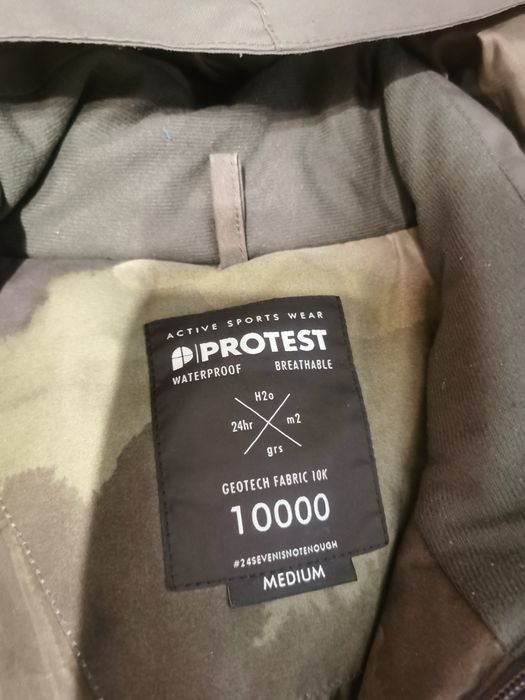 ACTIVE SPORTS WEAR
PROTEST
WATERPROOF BREATHABLE
H2o
24hr m2
grs
GEOTECH FABRIC 10K
10000
#24SEVENISNOTENOUGH
MEDIUM